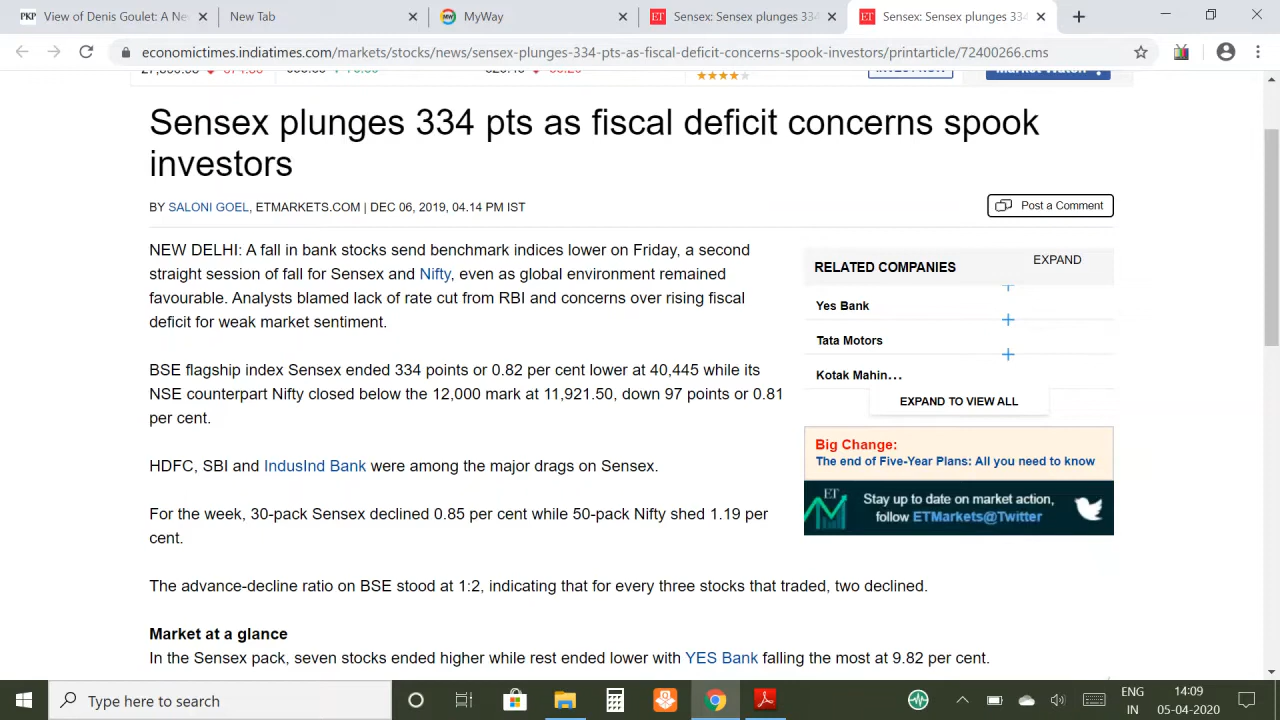 PKP View of Denis Goulet: A
New Tab
MyWay
ET Sensex: Sensex plunges 334
ET Sensex: Sensex plunges 334
economictimes.indiatimes.com/markets/stocks/news/sensex-plunges-334-pts-as-fiscal-deficit-concerns-spook-investors/printarticle/72400266.cms
Sensex plunges 334 pts as fiscal deficit concerns spook
investors
BY SALONI GOEL, ETMARKETS.COM | DEC 06, 2019, 04.14 PM IST
Post a Comment
NEW DELHI: A fall in bank stocks send benchmark indices lower on Friday, a second
straight session of fall for Sensex and Nifty, even as global environment remained
favourable. Analysts blamed lack of rate cut from RBI and concerns over rising fiscal
deficit for weak market sentiment.
BSE flagship index Sensex ended 334 points or 0.82 per cent lower at 40,445 while its
NSE counterpart Nifty closed below the 12,000 mark at 11,921.50, down 97 points or 0.81
per cent.
HDFC, SBI and IndusInd Bank were among the major drags on Sensex.
For the week, 30-pack Sensex declined 0.85 per cent while 50-pack Nifty shed 1.19 per
cent.
The advance-decline ratio on BSE stood at 1:2, indicating that for every three stocks that traded, two declined.
Market at a glance
In the Sensex pack, seven stocks ended higher while rest ended lower with YES Bank falling the most at 9.82 per cent.
RELATED COMPANIES
EXPAND
Yes Bank
Tata Motors
Kotak Mahin...
EXPAND TO VIEW ALL
Big Change:
The end of Five-Year Plans: All you need to know
ET
Stay up to date on market action,
follow ETMarkets@Twitter
Type here to search
ENG
IN
14:09
05-04-2020